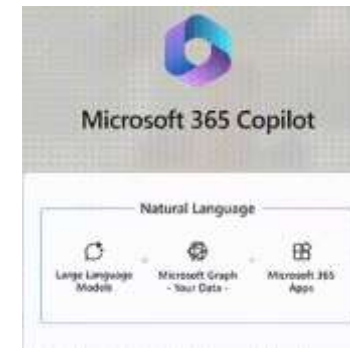 Microsoft 365 Copilot
Natural Language
Large Language
Models
Microsoft Graph
- Your Data -
Microsoft 365
Apps